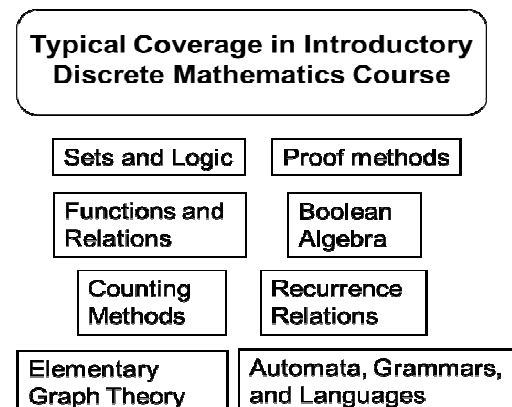 Typical Coverage in Introductory
Discrete Mathematics Course
Sets and Logic
Proof methods
Functions and
Relations
Boolean
Algebra
Counting
Methods
Recurrence
Relations
Elementary
Graph Theory
Automata, Grammars,
and Languages